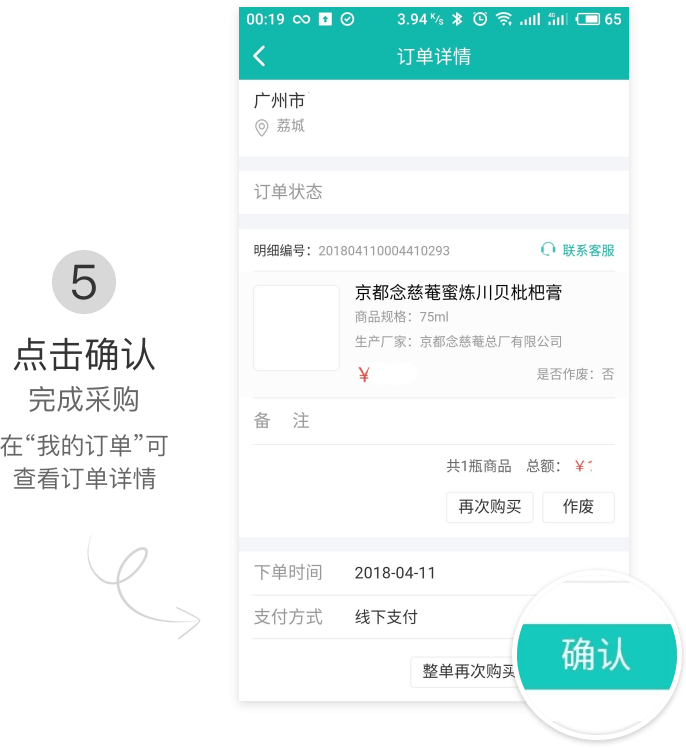 00:19 3.94 K/s 4G 65
订单详情
广州市
荔城
订单状态
明细编号：201804110004410293 联系客服
京都念慈菴蜜炼川贝枇杷膏
商品规格：75ml
生产厂家：京都念慈菴总厂有限公司
¥ 是否作废：否
备 注
共1瓶商品 总额： ¥
再次购买 作废
下单时间 2018-04-11
支付方式 线下支付
整单再次购买
确认
5
点击确认
完成采购
在“我的订单”可
查看订单详情